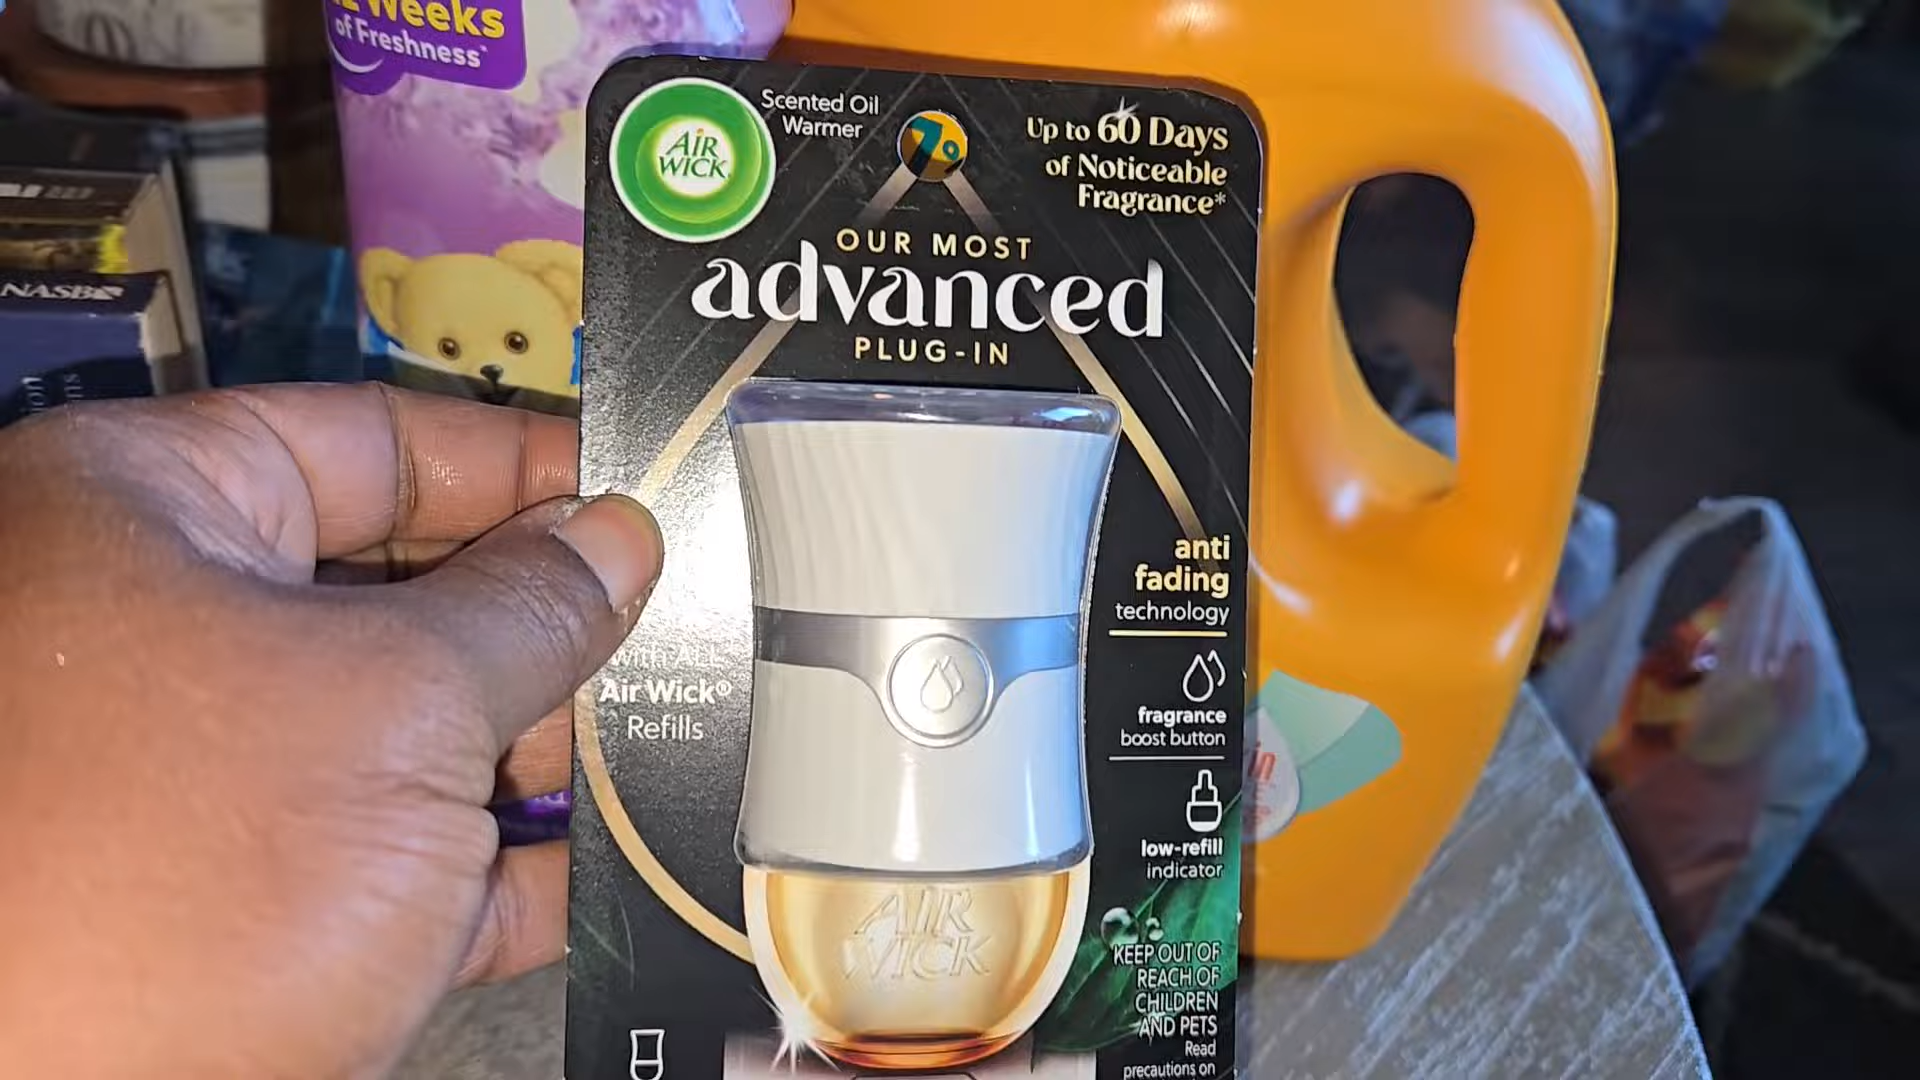 Weeks
of Freshness*
NASB
AIR
WICK
Scented Oil
Warmer
Up to 60 Days
of Noticeable
Fragrance*
OUR MOST
advanced
PLUG-IN
anti
fading
technology
with ALL
Air Wick®
Refills
fragrance
boost button
low-refill
indicator
AIR
WICK
KEEP OUT OF
REACH OF
CHILDREN
AND PETS
Read
precautions on